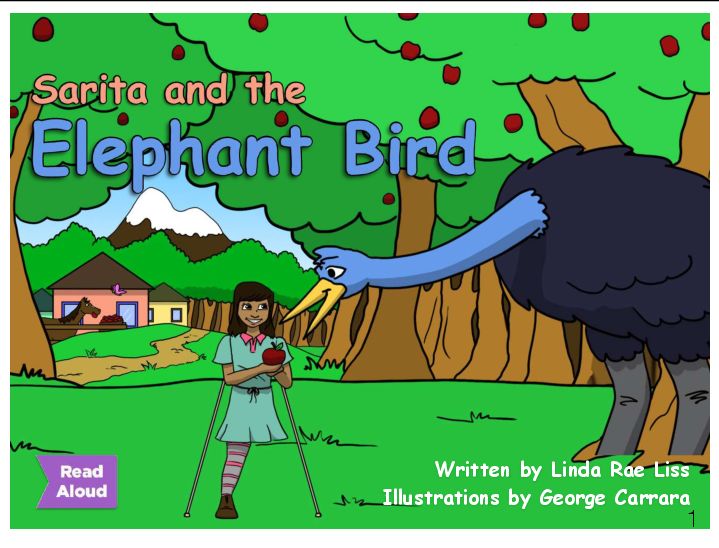 Sarita and the
Elephant Bird
Read
Aloud
Written by Linda Rae Liss
Illustrations by George Carrara
1